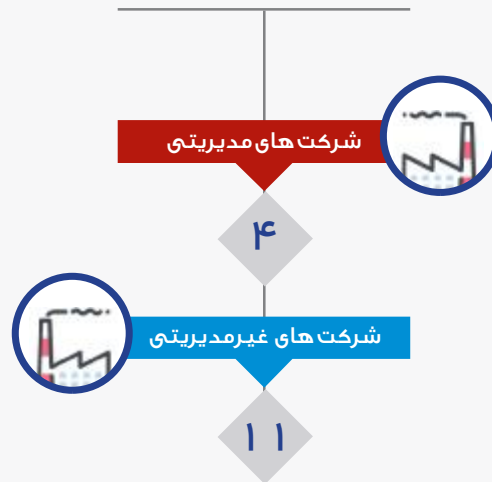 شرکت های مدیریتی
۴
شرکت های غیرمدیریتی
۱۱